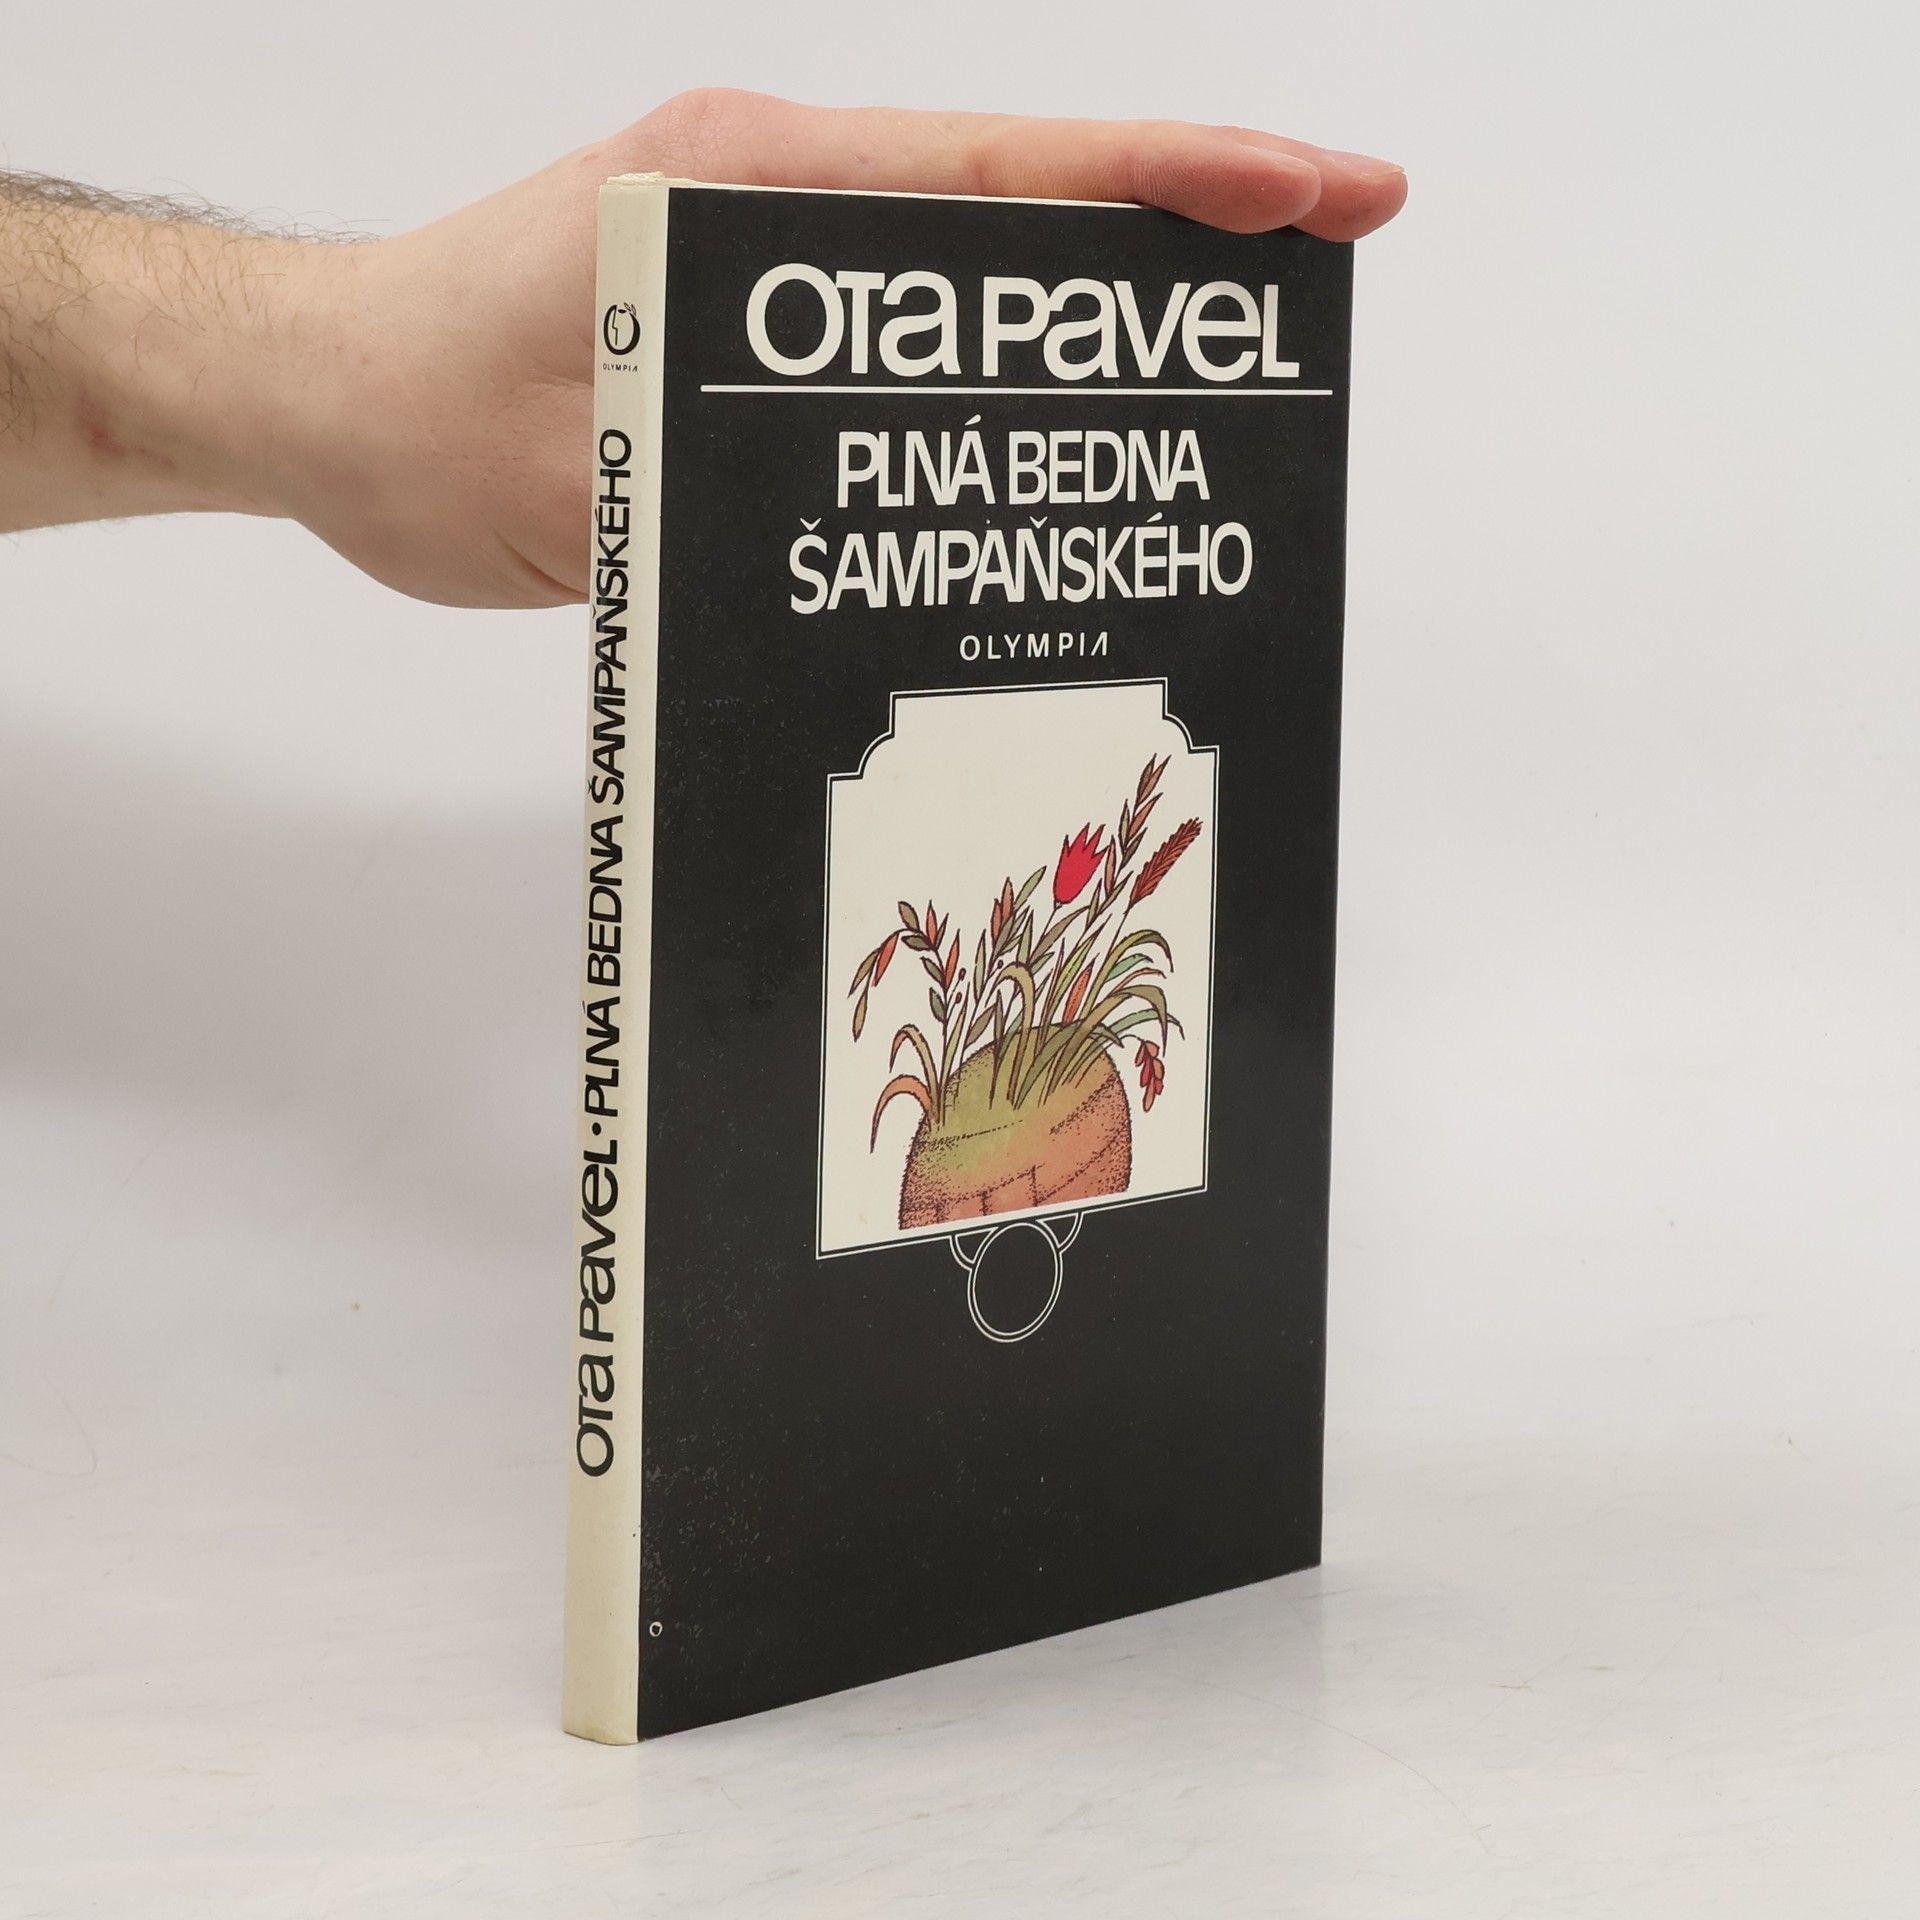 OTa PaveL
PLNÁ BEDNA
ŠAMPAŇSKÉHO
OLYMPIA
OLYMPIA
OTa PaveL • PLNÁ BEDNA ŠAMPAŇSKÉHO